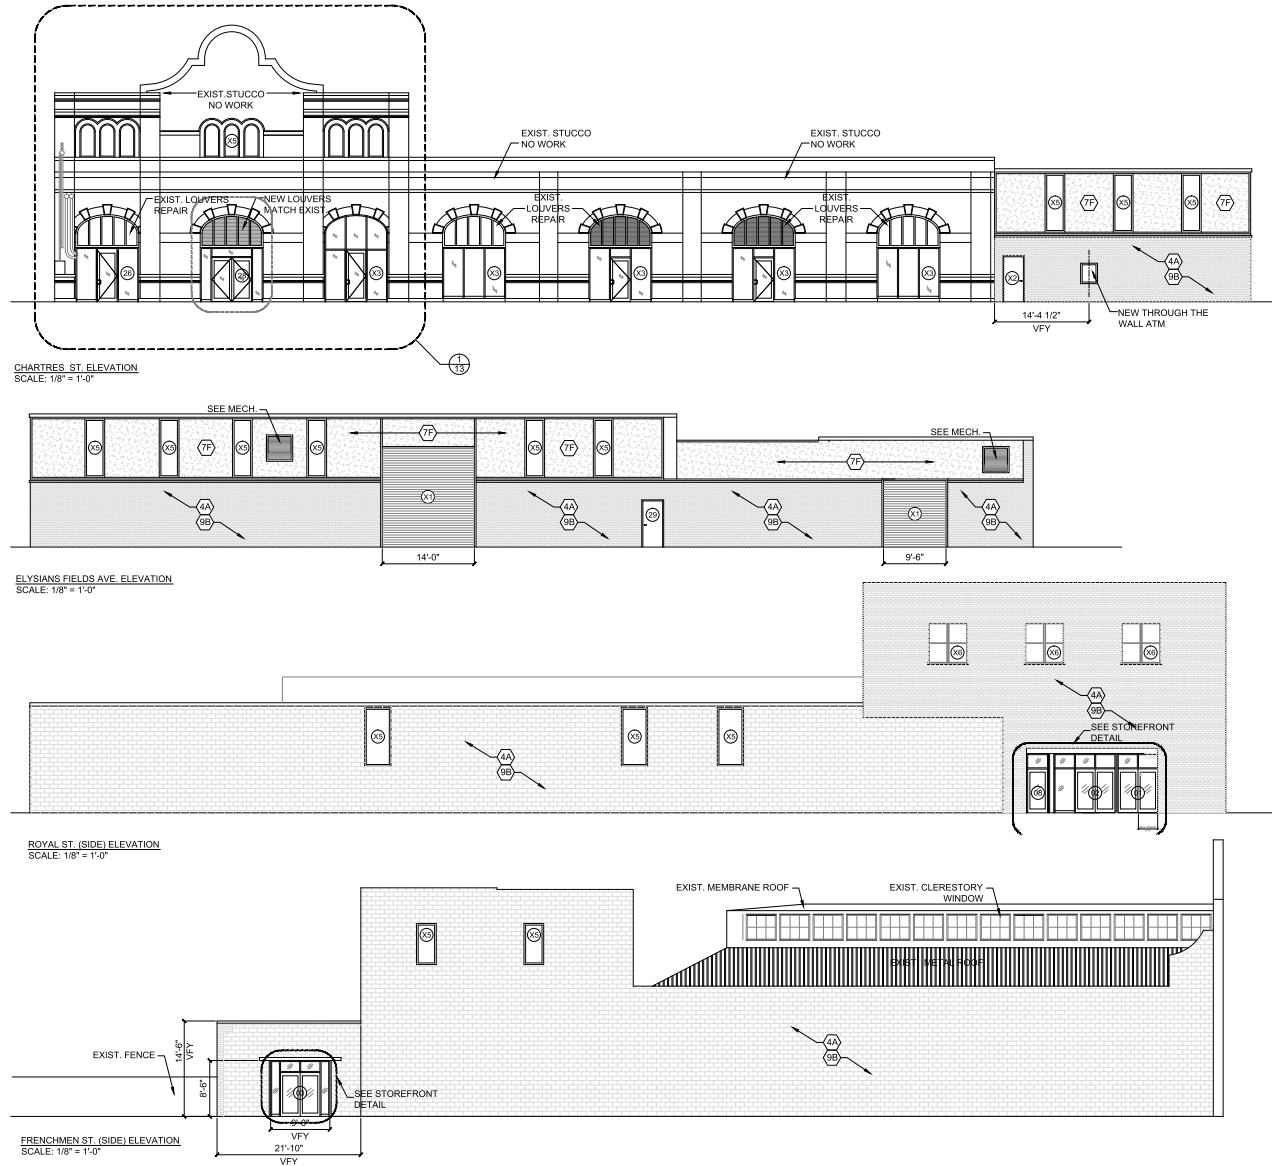 EXIST.STUCCO
NO WORK
X5
EXIST. STUCCO
NO WORK
EXIST. STUCCO
NO WORK
EXIST. LOUVERS
REPAIR
NEW LOUVERS
MATCH EXIST.
EXIST.
LOUVERS
REPAIR
EXIST.
LOUVERS
REPAIR
X5
7F
X5
X5
7F
26
X3
X3
X3
X3
X3
X2
4A
9B
NEW THROUGH THE
WALL ATM
14'-4 1/2"
VFY
1
13
CHARTRES ST. ELEVATION
SCALE: 1/8" = 1'-0"
SEE MECH.
X5
X5
7F
X5
X5
7F
X5
7F
X5
SEE MECH.
7F
X1
X1
4A
9B
4A
9B
29
4A
9B
4A
9B
14'-0"
9'-6"
ELYSIANS FIELDS AVE. ELEVATION
SCALE: 1/8" = 1'-0"
X6
X6
X6
4A
9B
SEE STOREFRONT
DETAIL
X5
X5
X5
4A
9B
08
02
01
ROYAL ST. (SIDE) ELEVATION
SCALE: 1/8" = 1'-0"
EXIST. MEMBRANE ROOF
EXIST. CLERESTORY
WINDOW
X5
X5
EXIST. METAL ROOF
4A
9B
EXIST. FENCE
14'-6"
VFY
8'-6"
SEE STOREFRONT
DETAIL
9'-0"
VFY
21'-10"
VFY
FRENCHMEN ST. (SIDE) ELEVATION
SCALE: 1/8" = 1'-0"